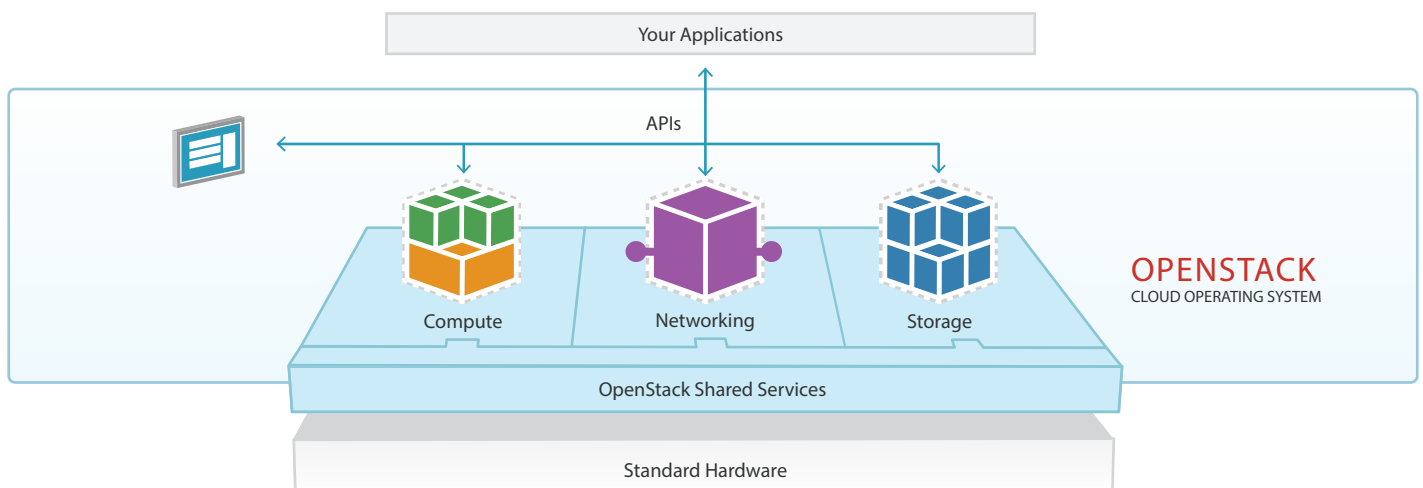 Your Applications
APIs
Compute
Networking
Storage
OPENSTACK
CLOUD OPERATING SYSTEM
OpenStack Shared Services
Standard Hardware